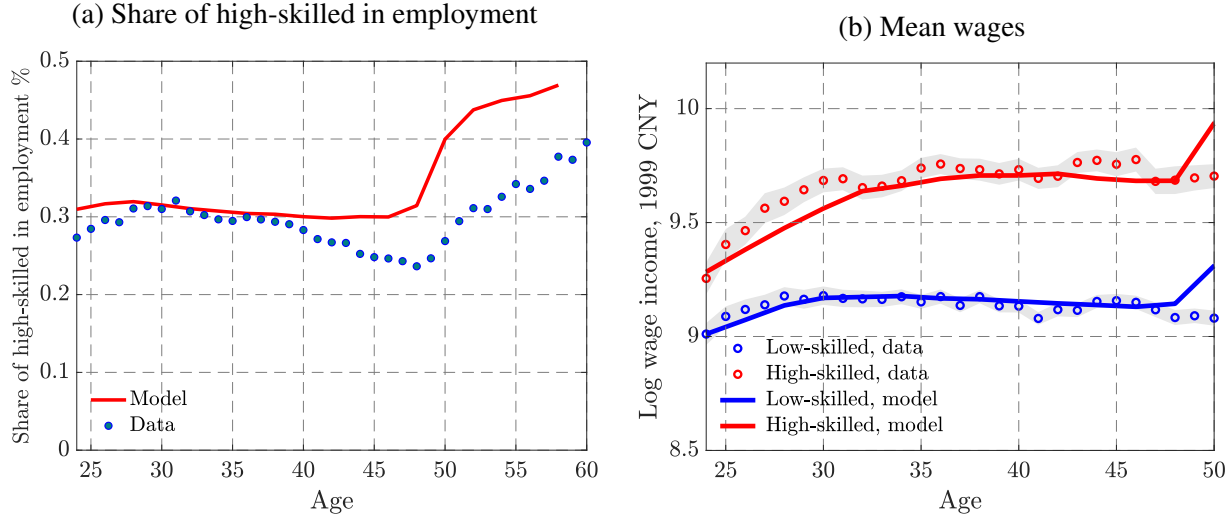 (a) Share of high-skilled in employment
Share of high-skilled in employment %
0.5
0.4
0.3
0.2
0.1
0
Model
Data
25 30 35 40 45 50 55 60
Age
(b) Mean wages
Log wage income, 1999 CNY
10
9.5
9
8.5
Low-skilled, data
High-skilled, data
Low-skilled, model
High-skilled, model
25 30 35 40 45 50
Age